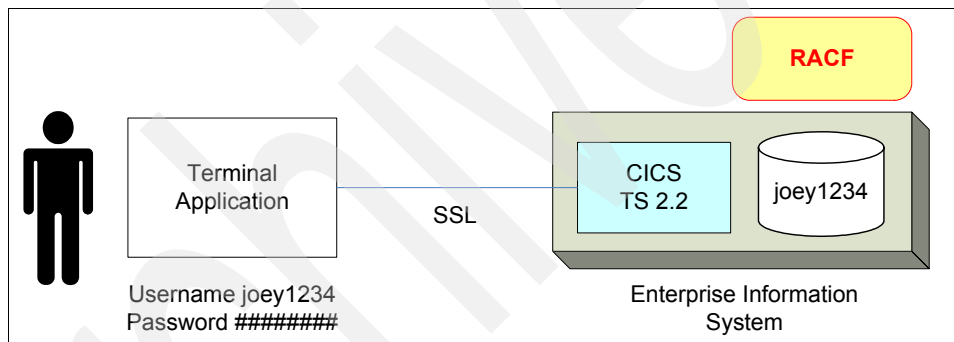 RACF
Terminal
Application
SSL
CICS
TS 2.2
joey1234
Username joey1234
Password ########
Enterprise Information
System